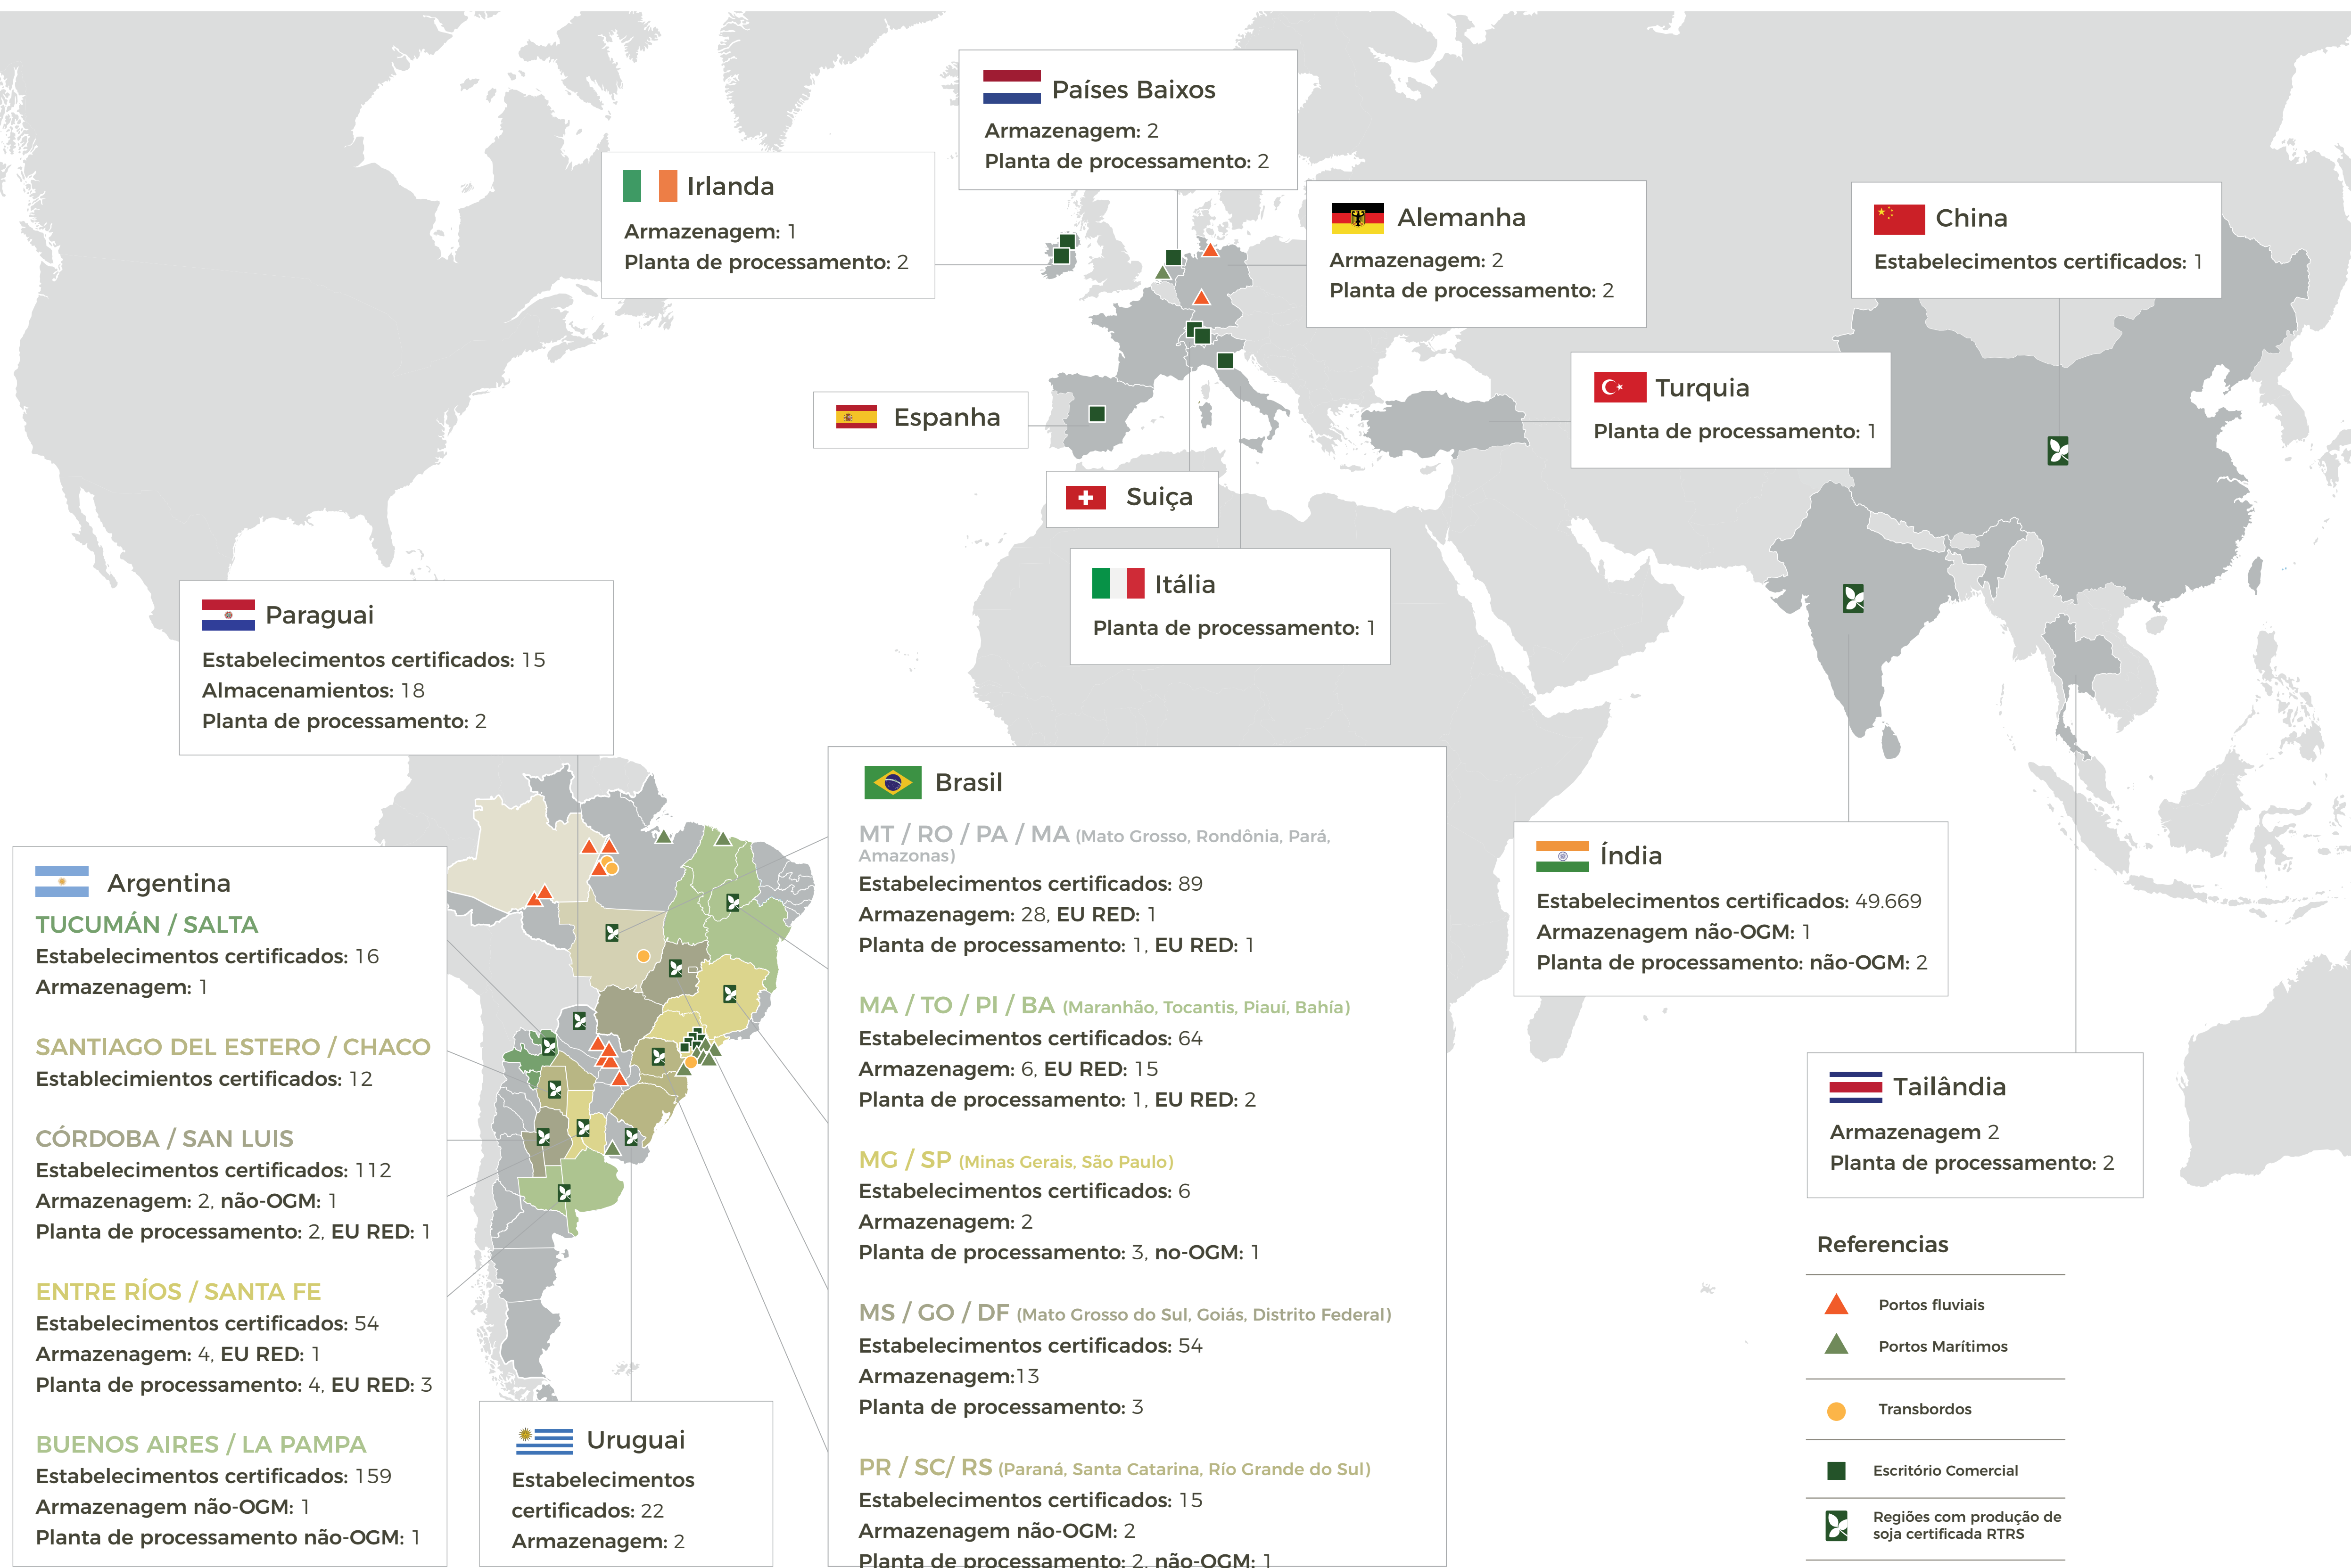 Países Baixos
Armazenagem: 2
Planta de processamento: 2
Irlanda
Armazenagem: 1
Planta de processamento: 2
Alemanha
Armazenagem: 2
Planta de processamento: 2
China
Estabelecimentos certificados: 1
Turquia
Planta de processamento: 1
Espanha
Suiça
Itália
Planta de processamento: 1
Paraguai
Estabelecimentos certificados: 15
Almacenamientos: 18
Planta de processamento: 2
Brasil
MT / RO / PA / MA (Mato Grosso, Rondônia, Pará,
Amazonas)
Estabelecimentos certificados: 89
Armazenagem: 28, EU RED: 1
Planta de processamento: 1, EU RED: 1
MA / TO / PI / BA (Maranhão, Tocantis, Piauí, Bahía)
Estabelecimentos certificados: 64
Armazenagem: 6, EU RED: 15
Planta de processamento: 1, EU RED: 2
MG / SP (Minas Gerais, São Paulo)
Estabelecimentos certificados: 6
Armazenagem: 2
Planta de processamento: 3, no-OGM: 1
MS / GO / DF (Mato Grosso do Sul, Goiás, Distrito Federal)
Estabelecimentos certificados: 54
Armazenagem:13
Planta de processamento: 3
PR / SC/ RS (Paraná, Santa Catarina, Río Grande do Sul)
Estabelecimentos certificados: 15
Armazenagem não-OGM: 2
Planta de processamento: 2, não-OGM: 1
Argentina
TUCUMÁN / SALTA
Estabelecimentos certificados: 16
Armazenagem: 1
SANTIAGO DEL ESTERO / CHACO
Establecimientos certificados: 12
CÓRDOBA / SAN LUIS
Estabelecimentos certificados: 112
Armazenagem: 2, não-OGM: 1
Planta de processamento: 2, EU RED: 1
ENTRE RÍOS / SANTA FE
Estabelecimentos certificados: 54
Armazenagem: 4, EU RED: 1
Planta de processamento: 4, EU RED: 3
BUENOS AIRES / LA PAMPA
Estabelecimentos certificados: 159
Armazenagem não-OGM: 1
Planta de processamento não-OGM: 1
Uruguai
Estabelecimentos
certificados: 22
Armazenagem: 2
Índia
Estabelecimentos certificados: 49.669
Armazenagem não-OGM: 1
Planta de processamento: não-OGM: 2
Tailândia
Armazenagem 2
Planta de processamento: 2
Referencias
Portos fluviais
Portos Marítimos
Transbordos
Escritório Comercial
Regiões com produção de
soja certificada RTRS